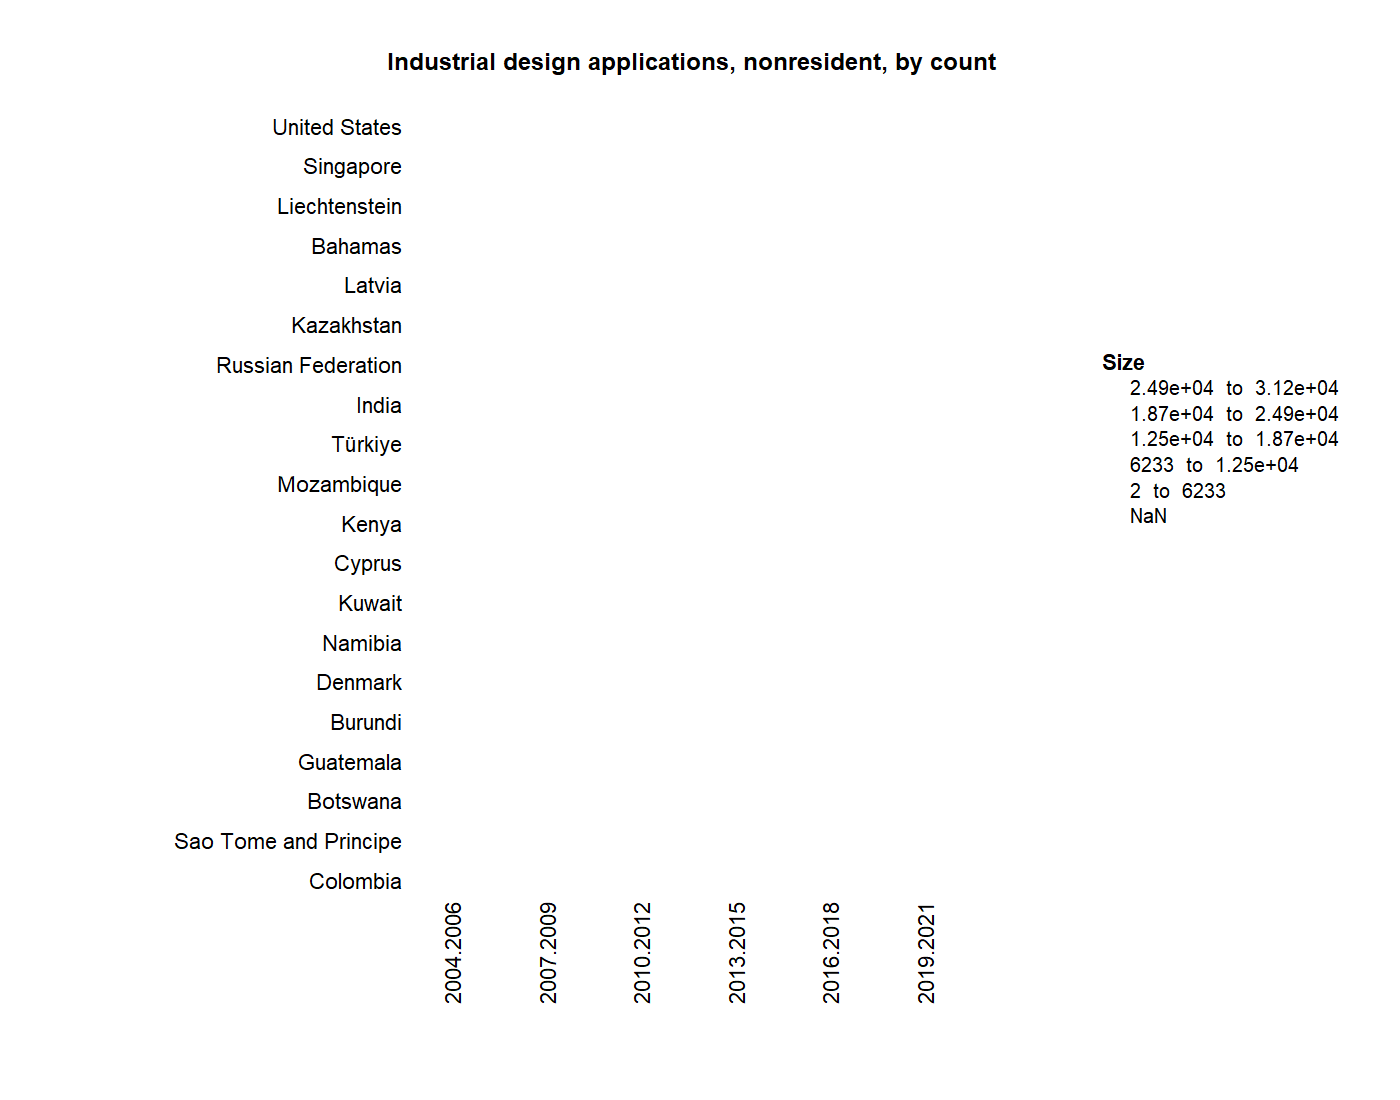 Industrial design applications, nonresident, by count
United States
Singapore
Liechtenstein
Bahamas
Latvia
Kazakhstan
Russian Federation
India
Türkiye
Mozambique
Kenya
Cyprus
Kuwait
Namibia
Denmark
Burundi
Guatemala
Botswana
Sao Tome and Principe
Colombia
2004.2006
2007.2009
2010.2012
2013.2015
2016.2018
2019.2021
Size
2.49e+04 to 3.12e+04
1.87e+04 to 2.49e+04
1.25e+04 to 1.87e+04
6233 to 1.25e+04
2 to 6233
NaN